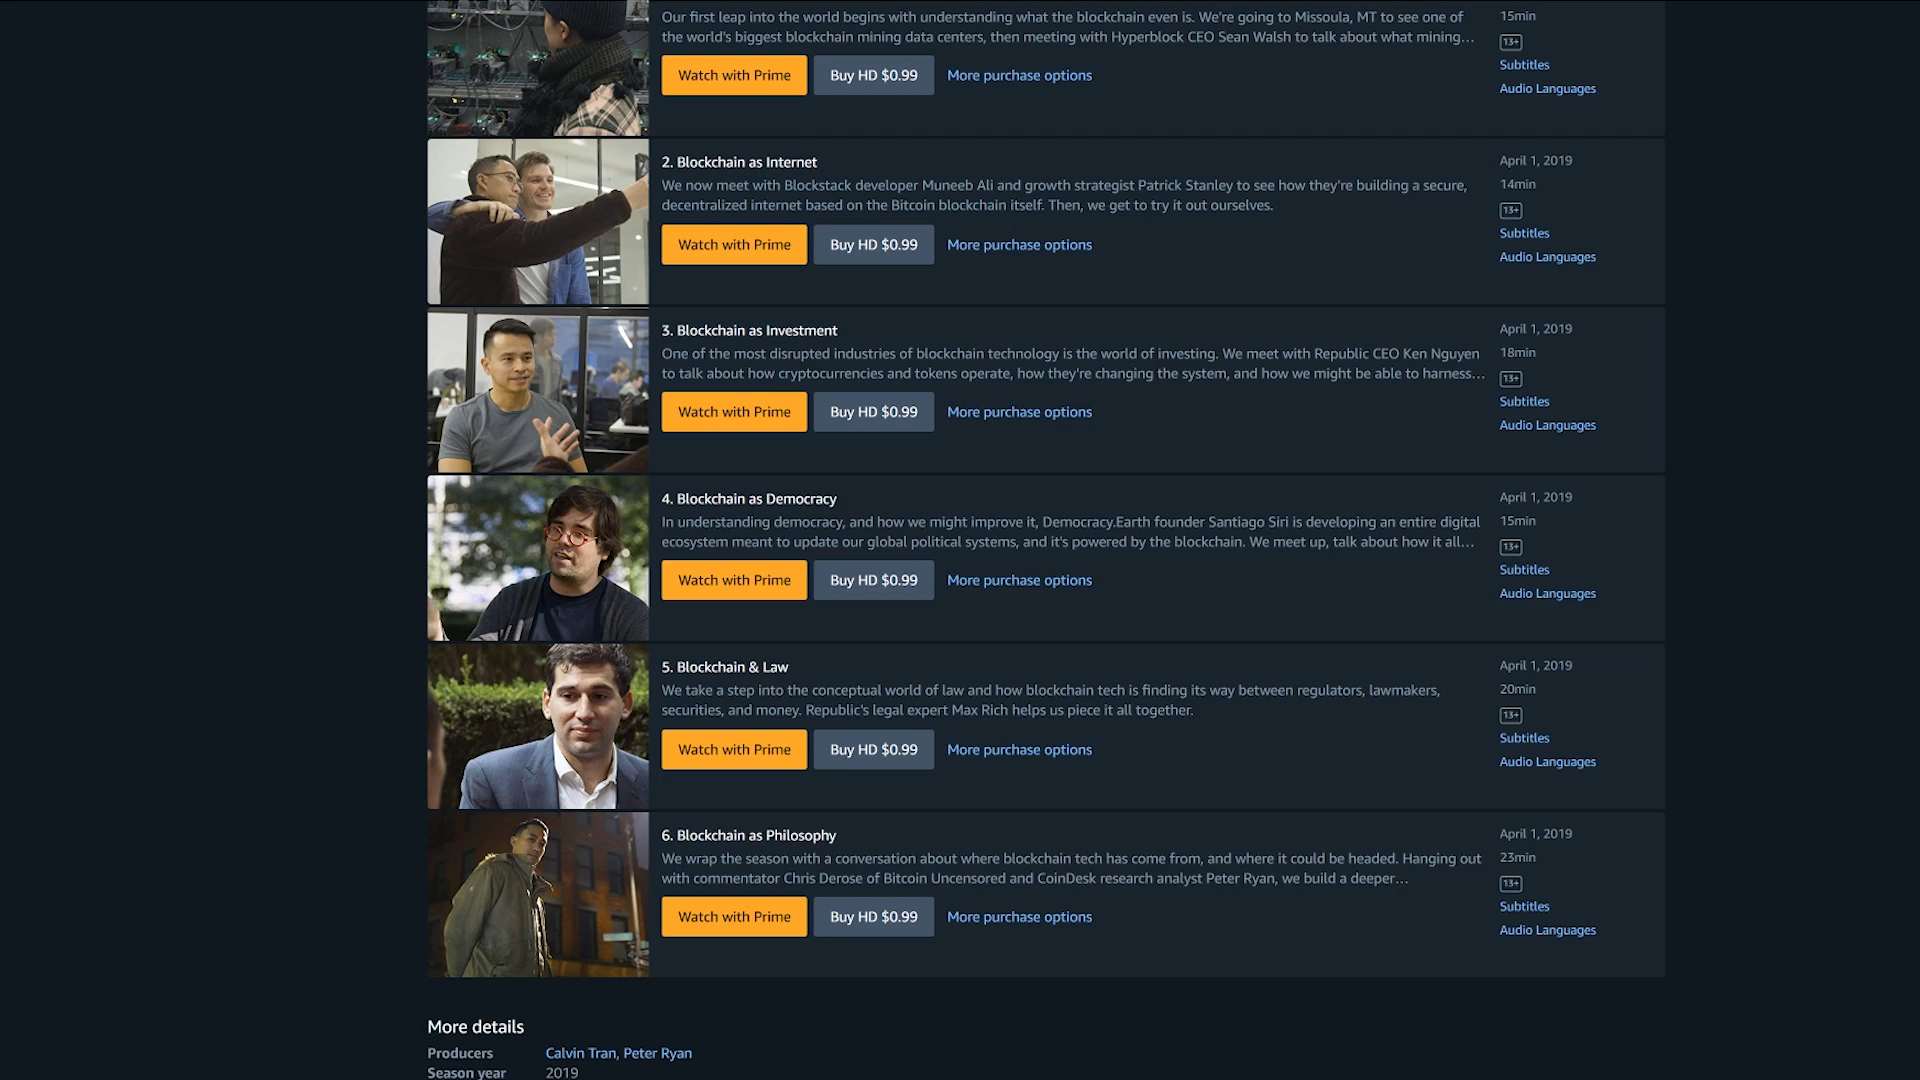 Our first leap into the world begins with understanding what the blockchain even is. We're going to Missoula, MT to see one of
the world's biggest blockchain mining data centers, then meeting with Hyperblock CEO Sean Walsh to talk about what mining...
Watch with Prime
Buy HD $0.99
More purchase options
15min
13+
Subtitles
Audio Languages
2. Blockchain as Internet
We now meet with Blockstack developer Muneeb Ali and growth strategist Patrick Stanley to see how they're building a secure,
decentralized internet based on the Bitcoin blockchain itself. Then, we get to try it out ourselves.
Watch with Prime
Buy HD $0.99
More purchase options
April 1, 2019
14min
13+
Subtitles
Audio Languages
3. Blockchain as Investment
One of the most disrupted industries of blockchain technology is the world of investing. We meet with Republic CEO Ken Nguyen
to talk about how cryptocurrencies and tokens operate, how they're changing the system, and how we might be able to harness...
Watch with Prime
Buy HD $0.99
More purchase options
April 1, 2019
18min
13+
Subtitles
Audio Languages
4. Blockchain as Democracy
In understanding democracy, and how we might improve it, Democracy.Earth founder Santiago Siri is developing an entire digital
ecosystem meant to update our global political systems, and it's powered by the blockchain. We meet up, talk about how it all...
Watch with Prime
Buy HD $0.99
More purchase options
April 1, 2019
15min
13+
Subtitles
Audio Languages
5. Blockchain & Law
We take a step into the conceptual world of law and how blockchain tech is finding its way between regulators, lawmakers,
securities, and money. Republic's legal expert Max Rich helps us piece it all together.
Watch with Prime
Buy HD $0.99
More purchase options
April 1, 2019
20min
13+
Subtitles
Audio Languages
6. Blockchain as Philosophy
We wrap the season with a conversation about where blockchain tech has come from, and where it could be headed. Hanging out
with commentator Chris Derose of Bitcoin Uncensored and CoinDesk research analyst Peter Ryan, we build a deeper...
Watch with Prime
Buy HD $0.99
More purchase options
April 1, 2019
23min
13+
Subtitles
Audio Languages
More details
Producers Calvin Tran, Peter Ryan
Season year 2019